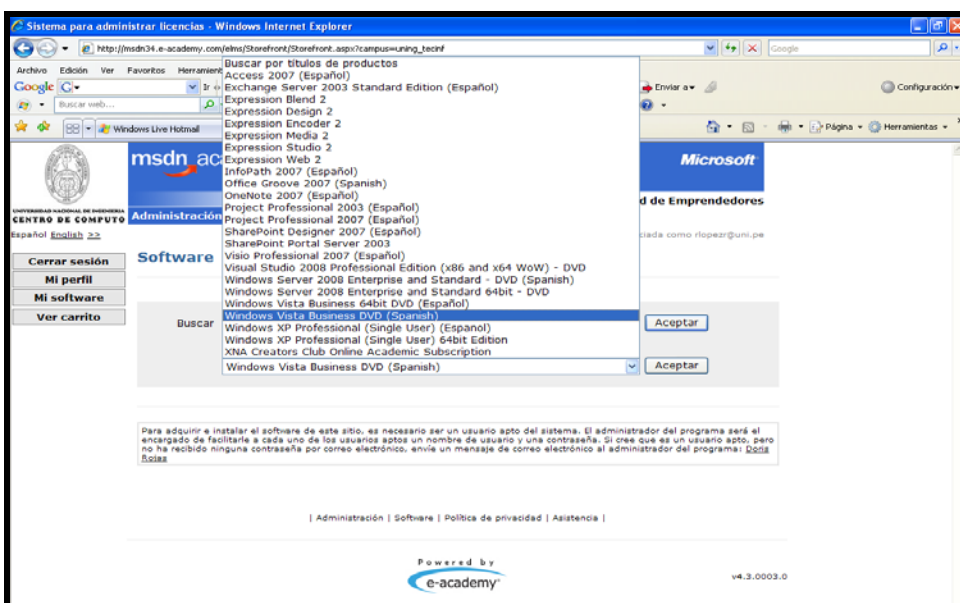 Sistema para administrar licencias - Windows Internet Explorer
http://msdn34.e-academy.com/elms/Storefront/Storefront.aspx?campus=uning_tecinf
Google
Archivo Edición Ver Favoritos Herramient
Google
Ir
Enviar a
Configuración
Buscar web...
Windows Live Hotmail
Página
Herramientas
Buscar por títulos de productos
Access 2007 (Español)
Exchange Server 2003 Standard Edition (Español)
Expression Blend 2
Expression Design 2
Expression Encoder 2
Expression Media 2
Expression Studio 2
Expression Web 2
InfoPath 2007 (Español)
Office Groove 2007 (Spanish)
OneNote 2007 (Español)
Project Professional 2003 (Español)
Project Professional 2007 (Español)
SharePoint Designer 2007 (Español)
SharePoint Portal Server 2003
Visio Professional 2007 (Español)
Visual Studio 2008 Professional Edition (x86 and x64 WoW) - DVD
Windows Server 2008 Enterprise and Standard - DVD (Spanish)
Windows Server 2008 Enterprise and Standard 64bit - DVD
Windows Vista Business 64bit DVD (Español)
Windows Vista Business DVD (Spanish)
Windows XP Professional (Single User) (Espanol)
Windows XP Professional (Single User) 64bit Edition
XNA Creators Club Online Academic Subscription
Windows Vista Business DVD (Spanish)
msdn aca
Microsoft
UNIVERSIDAD NACIONAL DE INGENIERIA
CENTRO DE COMPUTO
Administración
d de Emprendedores
Español English >>
ciada como rlopezr@uni.pe
Cerrar sesión
Mi perfil
Mi software
Ver carrito
Software
Buscar
Aceptar
Aceptar
Para adquirir e instalar el software de este sitio, es necesario ser un usuario apto del sistema. El administrador del programa será el
encargado de facilitarle a cada uno de los usuarios aptos un nombre de usuario y una contraseña. Si cree que es un usuario apto, pero
no ha recibido ninguna contraseña por correo electrónico, envíe un mensaje de correo electrónico al administrador del programa: Doris
Rojas
| Administración | Software | Política de privacidad | Asistencia |
Powered by
e-academy
v4.3.0003.0